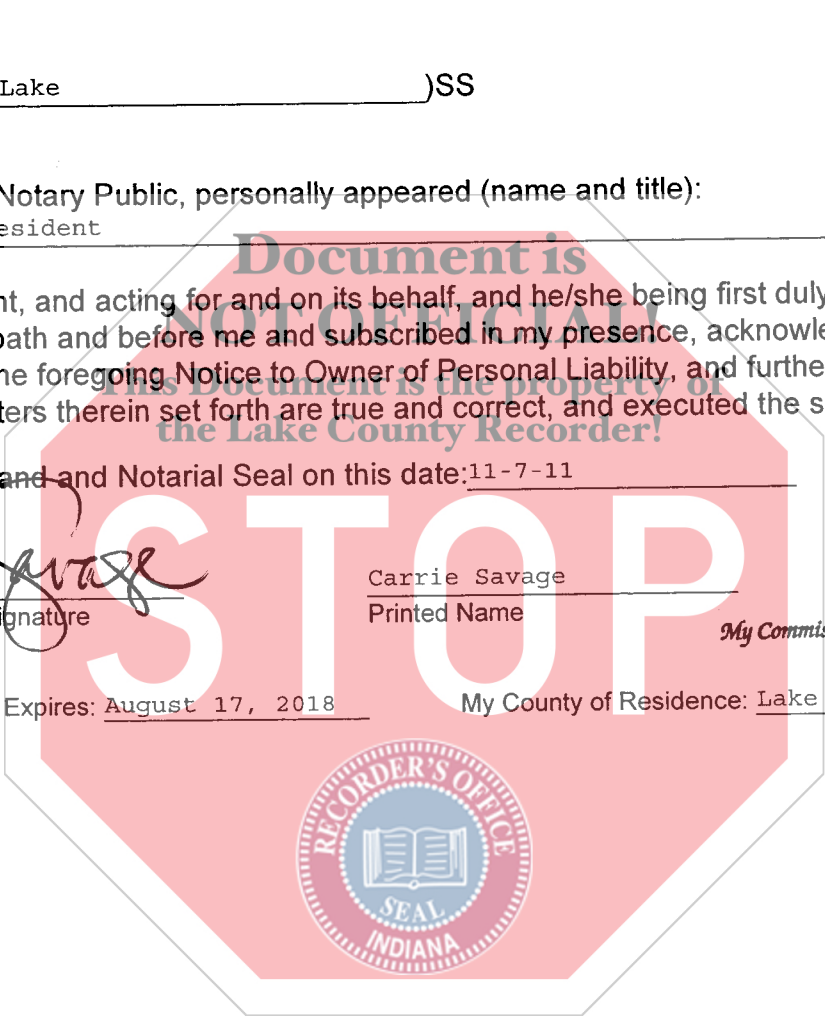 Lake )SS
Notary Public, personally appeared (name and title):
esident
Document is
nt, and acting for and on its behalf, and he/she being first duly
NOT OFFICIAL!
oath and before me and subscribed in my presence, acknowle
he foregoing Notice to Owner of Personal Liability, and furthe
This Document is the property of
ters therein set forth are true and correct, and executed the s
the Lake County Recorder!
and and Notarial Seal on this date: 11-7-11
STOP
avage
Carrie Savage
ignature Printed Name
My Commis
Expires: August 17, 2018 My County of Residence: Lake
RECORDER'S OFFICE
SEAL
INDIANA